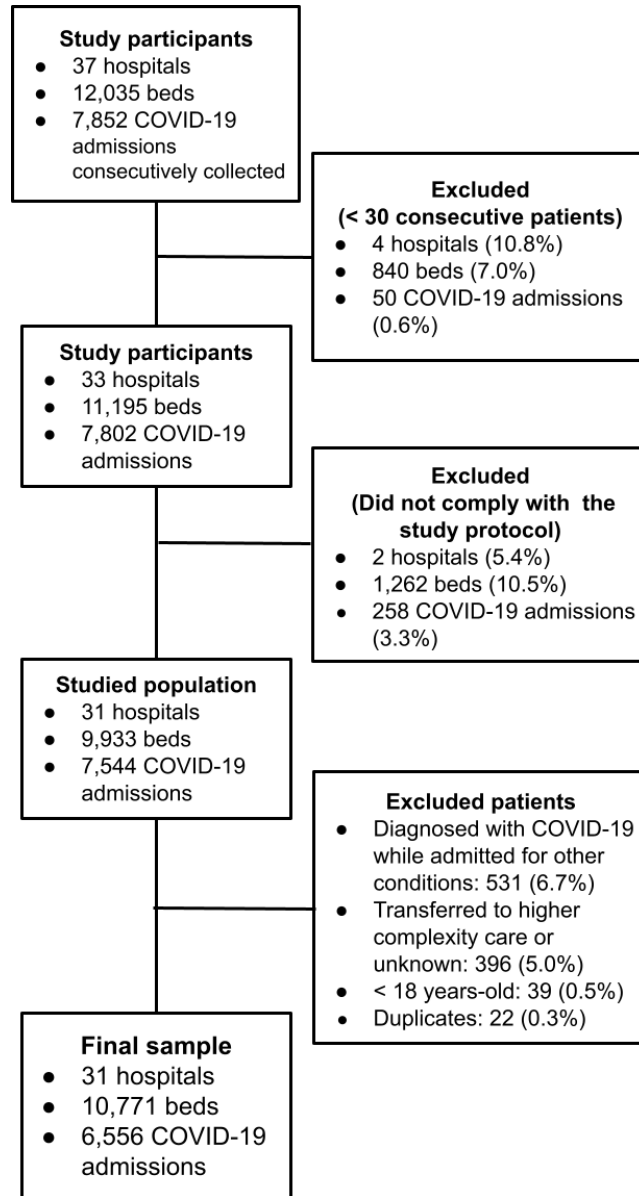 Study participants
● 37 hospitals
● 12,035 beds
● 7,852 COVID-19
admissions
consecutively collected
Excluded
(< 30 consecutive patients)
● 4 hospitals (10.8%)
● 840 beds (7.0%)
● 50 COVID-19 admissions
(0.6%)
Study participants
● 33 hospitals
● 11,195 beds
● 7,802 COVID-19
admissions
Excluded
(Did not comply with the
study protocol)
● 2 hospitals (5.4%)
● 1,262 beds (10.5%)
● 258 COVID-19 admissions
(3.3%)
Studied population
● 31 hospitals
● 9,933 beds
● 7,544 COVID-19
admissions
Excluded patients
● Diagnosed with COVID-19
while admitted for other
conditions: 531 (6.7%)
● Transferred to higher
complexity care or
unknown: 396 (5.0%)
● < 18 years-old: 39 (0.5%)
● Duplicates: 22 (0.3%)
Final sample
● 31 hospitals
● 10,771 beds
● 6,556 COVID-19
admissions